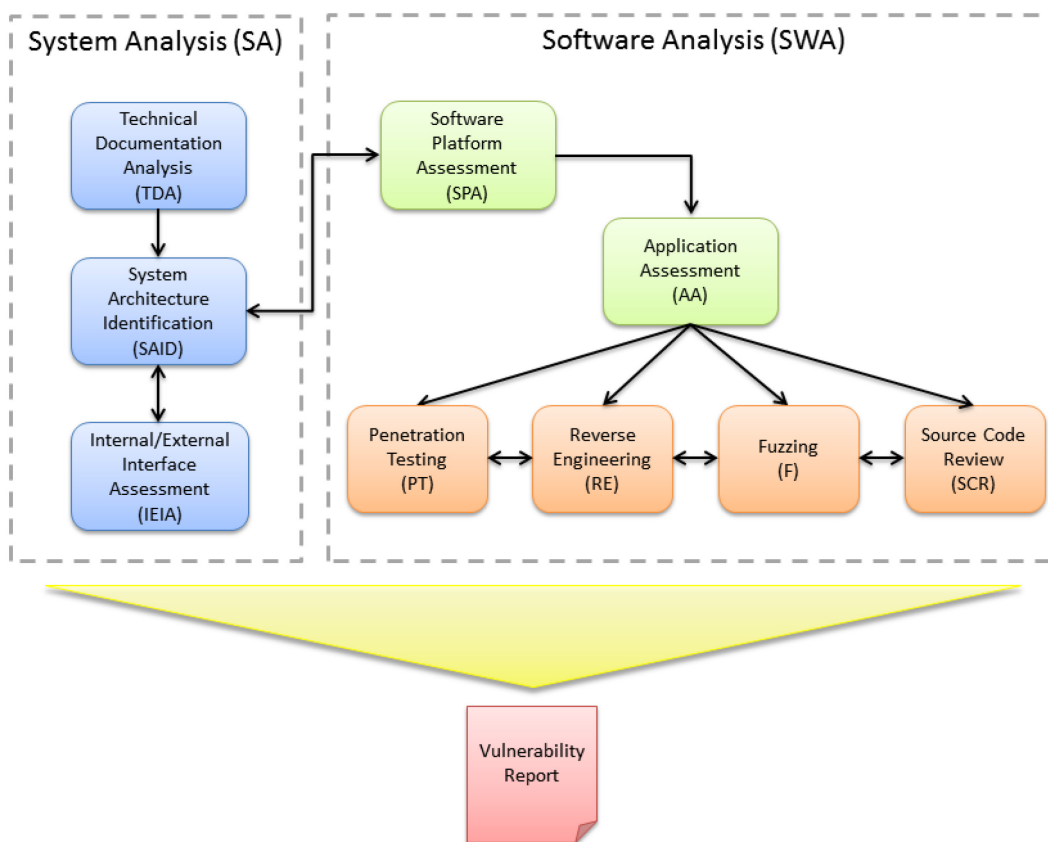 System Analysis (SA)
Software Analysis (SWA)
Technical
Documentation
Analysis
(TDA)
Software
Platform
Assessment
(SPA)
System
Architecture
Identification
(SAID)
Application
Assessment
(AA)
Internal/External
Interface
Assessment
(IEIA)
Penetration
Testing
(PT)
Reverse
Engineering
(RE)
Fuzzing
(F)
Source Code
Review
(SCR)
Vulnerability
Report